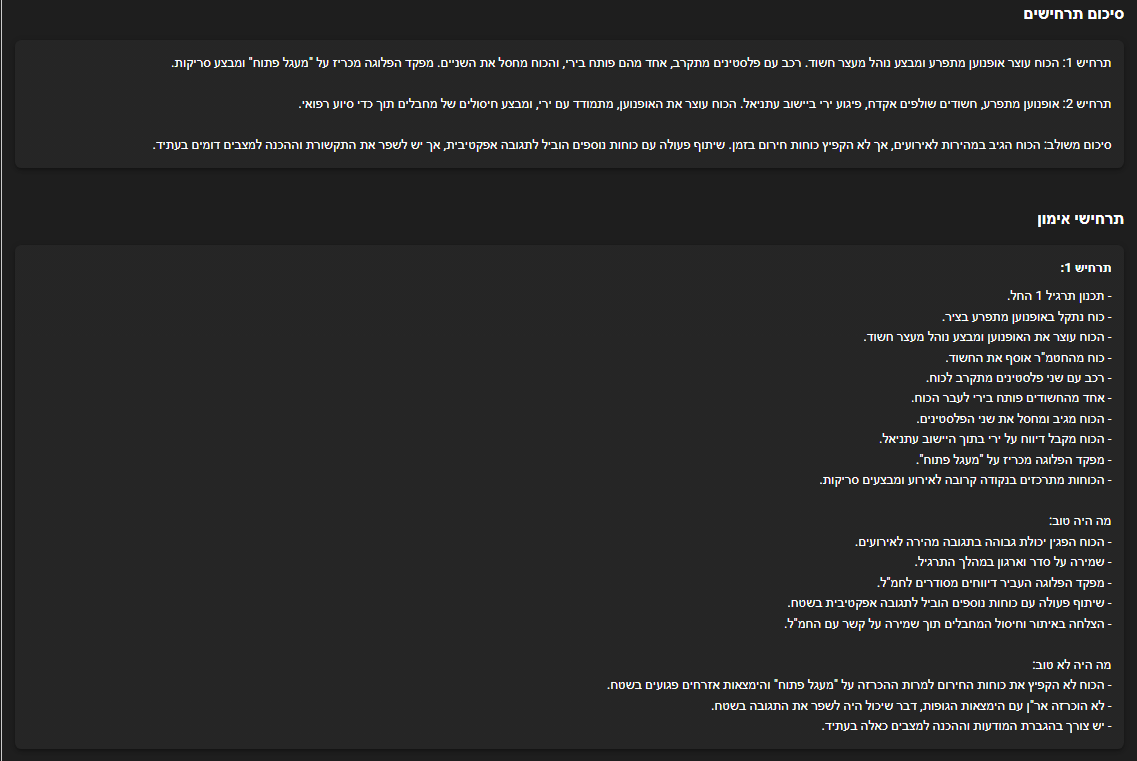 סיכום תרחישים
תרחיש 1: הכוח עוצר אופנוען מתפרע ומבצע נוהל מעצר חשוד. רכב עם פלסטינים מתקרב, אחד מהם פותח בירי, והכוח מחסל את השניים. מפקד הפלוגה מכריז על "מעגל פתוח" ומבצע סריקות.
תרחיש 2: אופנוען מתפרע, חשודים שולפים אקדח, פיגוע ירי ביישוב עתניאל. הכוח עוצר את האופנוען, מתמודד עם ירי, ומבצע חיסולים של מחבלים תוך כדי סיוע רפואי.
סיכום משולב: הכוח הגיב במהירות לאירועים, אך לא הקפיץ כוחות חירום בזמן. שיתוף פעולה עם כוחות נוספים הוביל לתגובה אפקטיבית, אך יש לשפר את התקשורת וההכנה למצבים דומים בעתיד.
תרחישי אימון
תרחיש 1:
- תכנון תרגיל 1 החל.
- כוח נתקל באופנוען מתפרע בציר.
- הכוח עוצר את האופנוען ומבצע נוהל מעצר חשוד.
- כוח מהחטמ"ר אוסף את החשוד.
- רכב עם שני פלסטינים מתקרב לכוח.
- אחד מהחשודים פותח בירי לעבר הכוח.
- הכוח מגיב ומחסל את שני הפלסטינים.
- הכוח מקבל דיווח על ירי בתוך היישוב עתניאל.
- מפקד הפלוגה מכריז על "מעגל פתוח".
- הכוחות מתרכזים בנקודה קרובה לאירוע ומבצעים סריקות.
מה היה טוב:
- הכוח הפגין יכולת גבוהה בתגובה מהירה לאירועים.
- שמירה על סדר וארגון במהלך התרגיל.
- מפקד הפלוגה העביר דיווחים מסודרים לחמ"ל.
- שיתוף פעולה עם כוחות נוספים הוביל לתגובה אפקטיבית בשטח.
- הצלחה באיתור וחיסול המחבלים תוך שמירה על קשר עם החמ"ל.
מה היה לא טוב:
- הכוח לא הקפיץ את כוחות החירום למרות ההכרזה על "מעגל פתוח" והימצאות אזרחים פגועים בשטח.
- לא הוכרזה אר"ן עם הימצאות הגופות, דבר שיכול היה לשפר את התגובה בשטח.
- יש צורך בהגברת המודעות וההכנה למצבים כאלה בעתיד.